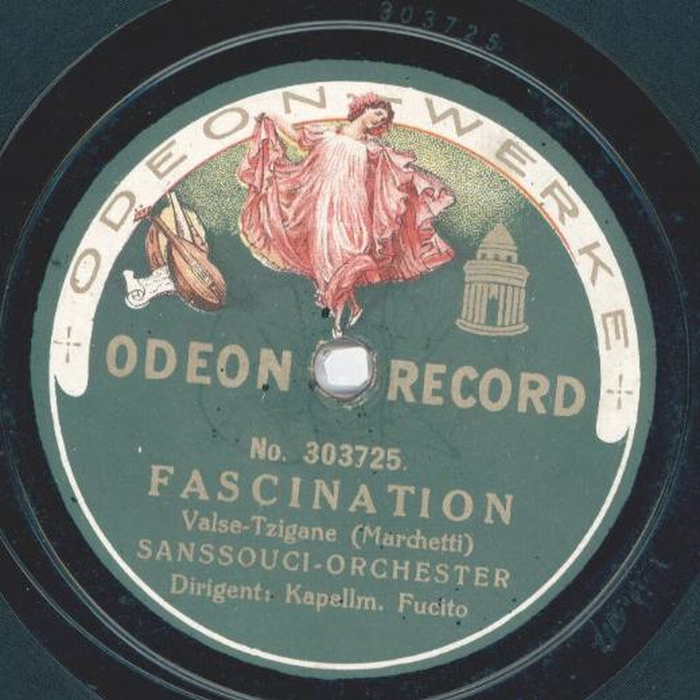 303725
ODEON-WERKE
ODEON RECORD
No. 303725.
FASCINATION
Valse-Tzigane (Marchetti)
SANSSOUCI-ORCHESTER
Dirigent: Kapellm. Fucito